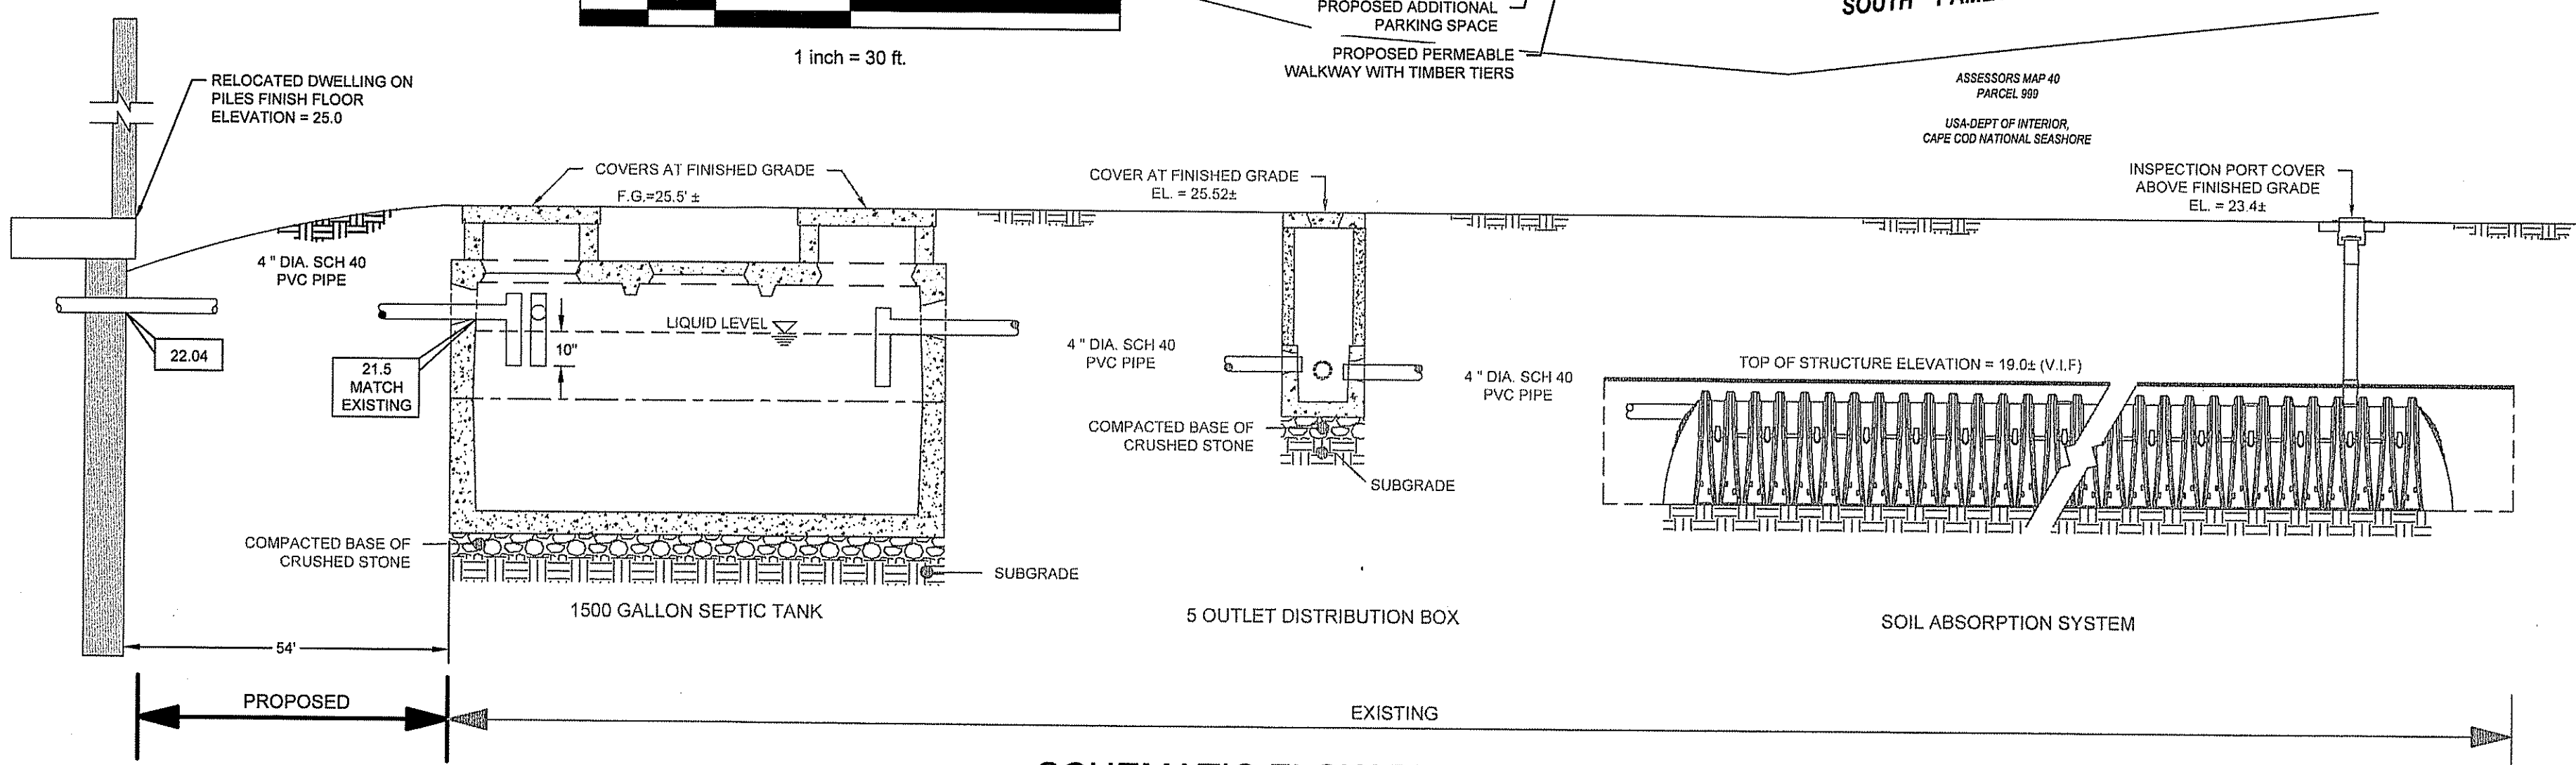 1 inch = 30 ft.
PROPOSED ADDITIONAL
PARKING SPACE
PROPOSED PERMEABLE
WALKWAY WITH TIMBER TIERS
SOUTH
ASSESSORS MAP 40
PARCEL 999
USA-DEPT OF INTERIOR,
CAPE COD NATIONAL SEASHORE
RELOCATED DWELLING ON
PILES FINISH FLOOR
ELEVATION = 25.0
COVERS AT FINISHED GRADE
F.G.=25.5' ±
COVER AT FINISHED GRADE
EL. = 25.52±
INSPECTION PORT COVER
ABOVE FINISHED GRADE
EL. = 23.4±
4 " DIA. SCH 40
PVC PIPE
22.04
21.5
MATCH
EXISTING
LIQUID LEVEL
10"
4 " DIA. SCH 40
PVC PIPE
4 " DIA. SCH 40
PVC PIPE
TOP OF STRUCTURE ELEVATION = 19.0± (V.I.F)
COMPACTED BASE OF
CRUSHED STONE
SUBGRADE
COMPACTED BASE OF
CRUSHED STONE
SUBGRADE
1500 GALLON SEPTIC TANK
5 OUTLET DISTRIBUTION BOX
SOIL ABSORPTION SYSTEM
54'
PROPOSED
EXISTING